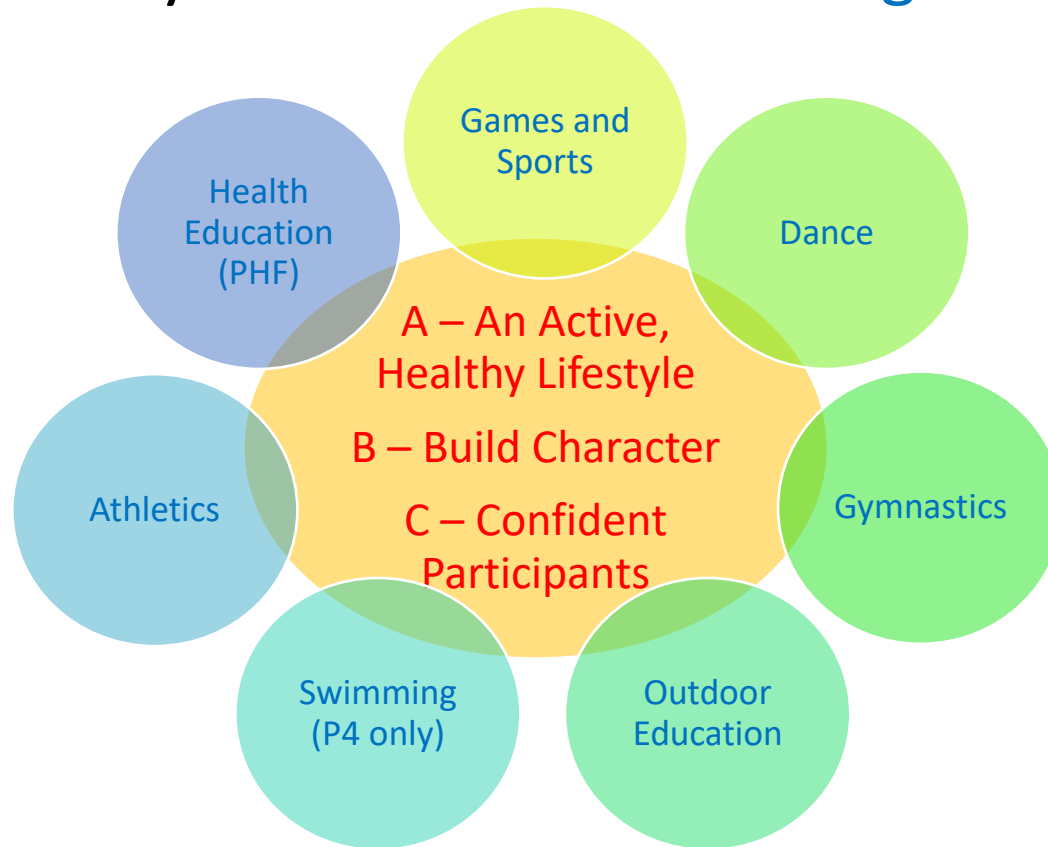 Games and
Sports
Dance
Gymnastics
Outdoor
Education
Swimming
(P4 only)
Athletics
Health
Education
(PHF)
A – An Active,
Healthy Lifestyle
B – Build Character
C – Confident
Participants